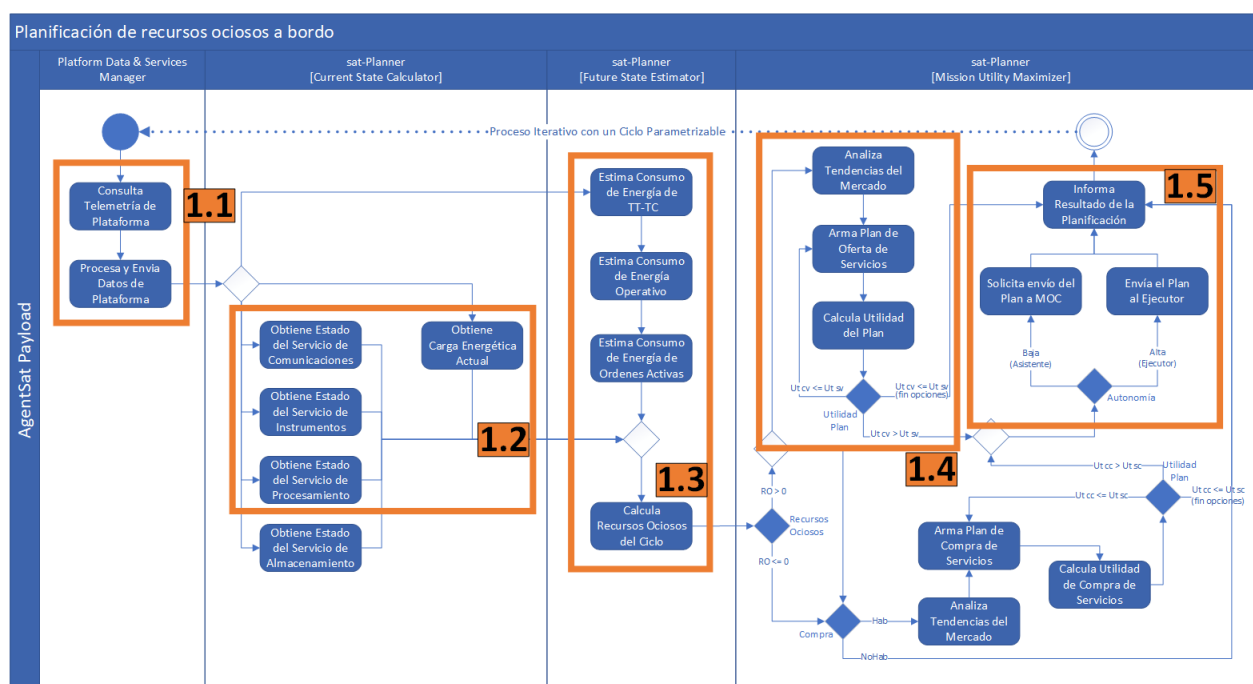 Planificación de recursos ociosos a bordo
Platform Data & Services
Manager
sat-Planner
[Current State Calculator]
sat-Planner
[Future State Estimator]
sat-Planner
[Mission Utility Maximizer]
AgentSat Payload
Proceso Iterativo con un Ciclo Parametrizable
1.1
Consulta
Telemetría de
Plataforma
Procesa y Envia
Datos de
Plataforma
Obtiene Estado
del Servicio de
Comunicaciones
Obtiene
Carga Energética
Actual
Obtiene Estado
del Servicio de
Instrumentos
1.2
Obtiene Estado
del Servicio de
Procesamiento
Obtiene Estado
del Servicio de
Almacenamiento
Estima Consumo
de Energía de
TT-TC
Estima Consumo
de Energía
Operativo
Estima Consumo
de Energía de
Ordenes Activas
1.3
Calcula
Recursos Ociosos
del Ciclo
Analiza
Tendencias del
Mercado
Arma Plan de
Oferta de
Servicios
Calcula Utilidad
del Plan
Ut cv <= Ut sv
Ut cv <= Ut sv
(fin opciones)
Utilidad
Plan
Ut cv > Ut sv
1.4
1.5
Informa
Resultado de la
Planificación
Solicita envío del
Plan a MOC
Envía el Plan
al Ejecutor
Baja
(Asistente)
Alta
(Ejecutor)
Autonomía
RO > 0
Recursos
Ociosos
RO <= 0
Ut cc > Ut sc
Utilidad
Plan
Ut cc <= Ut sc
Ut cc <= Ut sc
(fin opciones)
Arma Plan de
Compra de
Servicios
Calcula Utilidad
de Compra de
Servicios
Compra
Hab
Analiza
Tendencias del
Mercado
NoHab